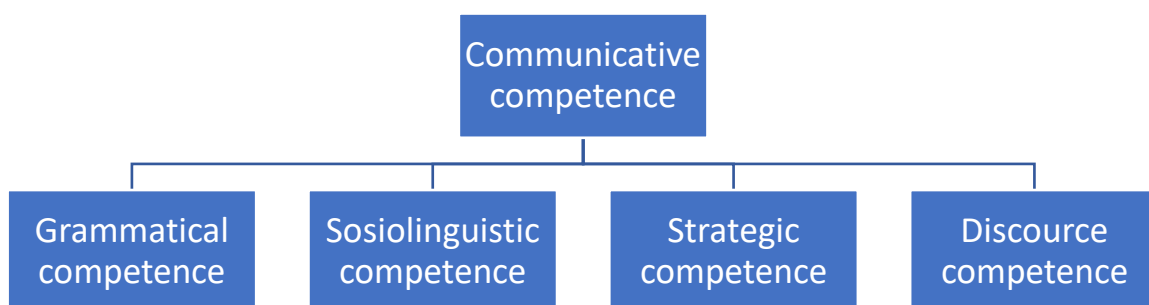 Communicative
competence
Grammatical
competence
Sosiolinguistic
competence
Strategic
competence
Discource
competence